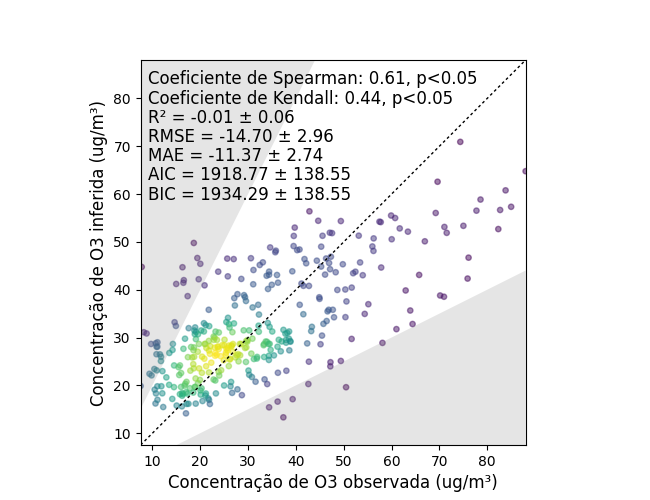 Coeficiente de Spearman: 0.61, p<0.05
Coeficiente de Kendall: 0.44, p<0.05
R² = -0.01 ± 0.06
RMSE = -14.70 ± 2.96
MAE = -11.37 ± 2.74
AIC = 1918.77 ± 138.55
BIC = 1934.29 ± 138.55
Concentração de O3 inferida (ug/m³)
80
70
60
50
40
30
20
10
10 20 30 40 50 60 70 80
Concentração de O3 observada (ug/m³)